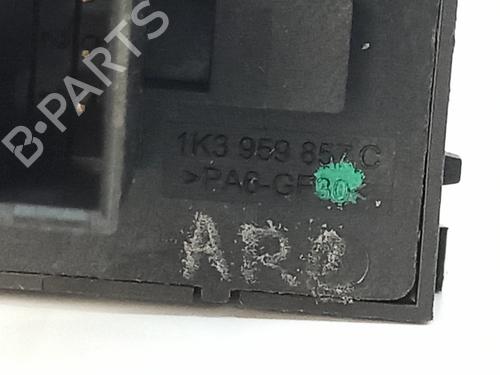 B-PARTS
1K3 959 857 C
>PA6-GF30<
AR2